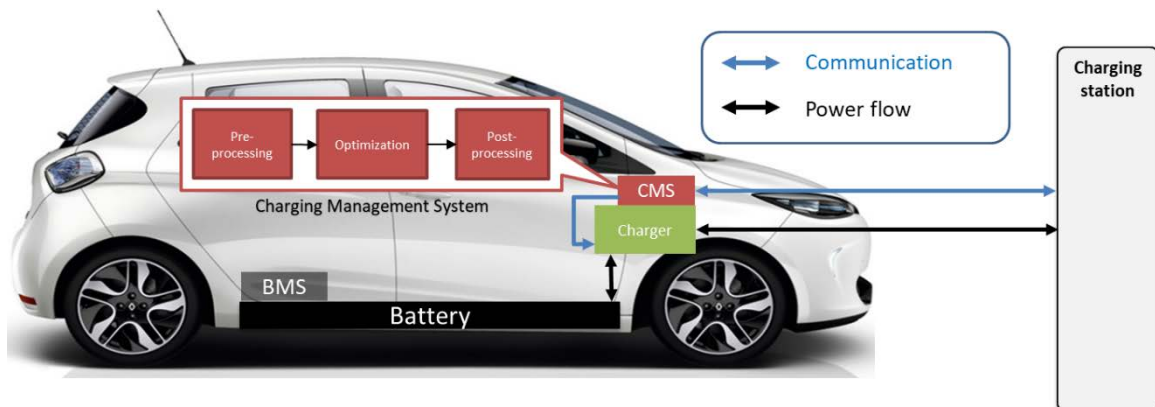 Communication
Power flow
Charging
station
Pre-
processing
Optimization
Post-
processing
Charging Management System
CMS
Charger
BMS
Battery